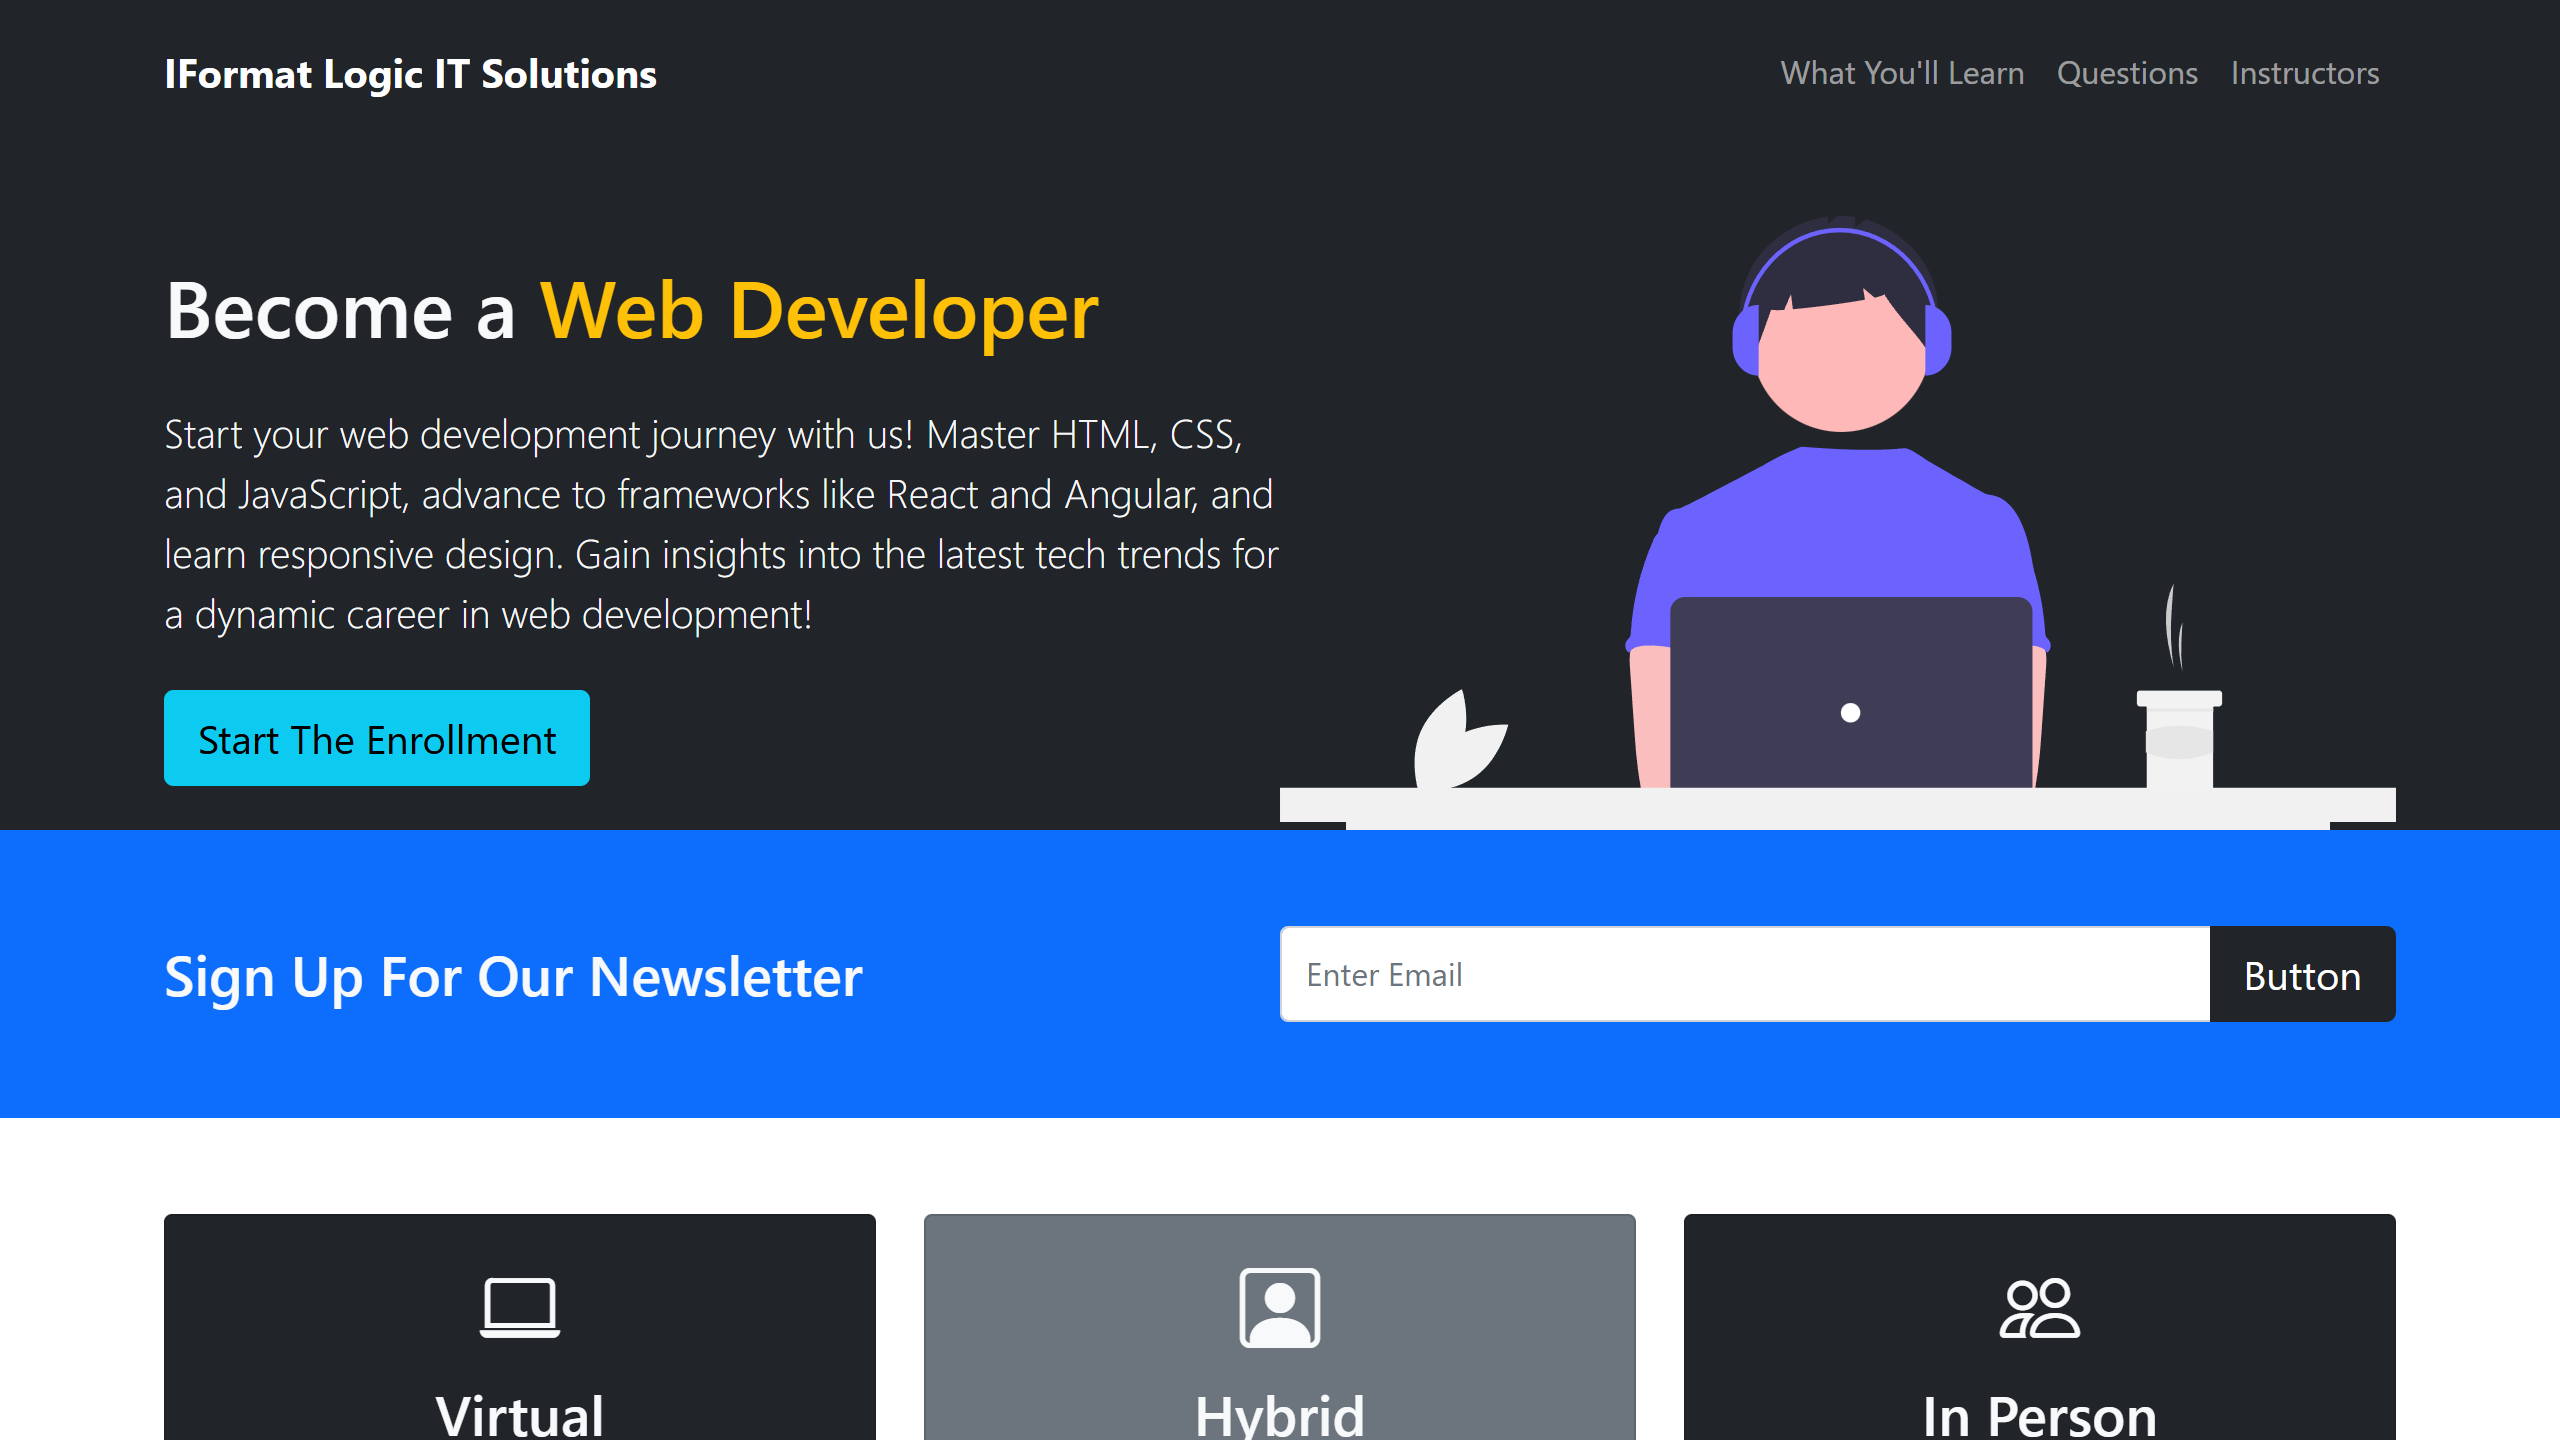 IFormat Logic IT Solutions
What You'll Learn
Questions
Instructors
Become a Web Developer
Start your web development journey with us! Master HTML, CSS,
and JavaScript, advance to frameworks like React and Angular, and
learn responsive design. Gain insights into the latest tech trends for
a dynamic career in web development!
Start The Enrollment
Sign Up For Our Newsletter
Enter Email
Button
Virtual
Hybrid
In Person